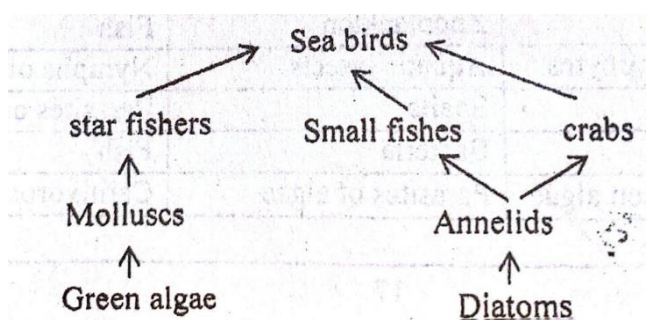 Sea birds
star fishers Small fishes crabs
Molluscs Annelids
Green algae Diatoms